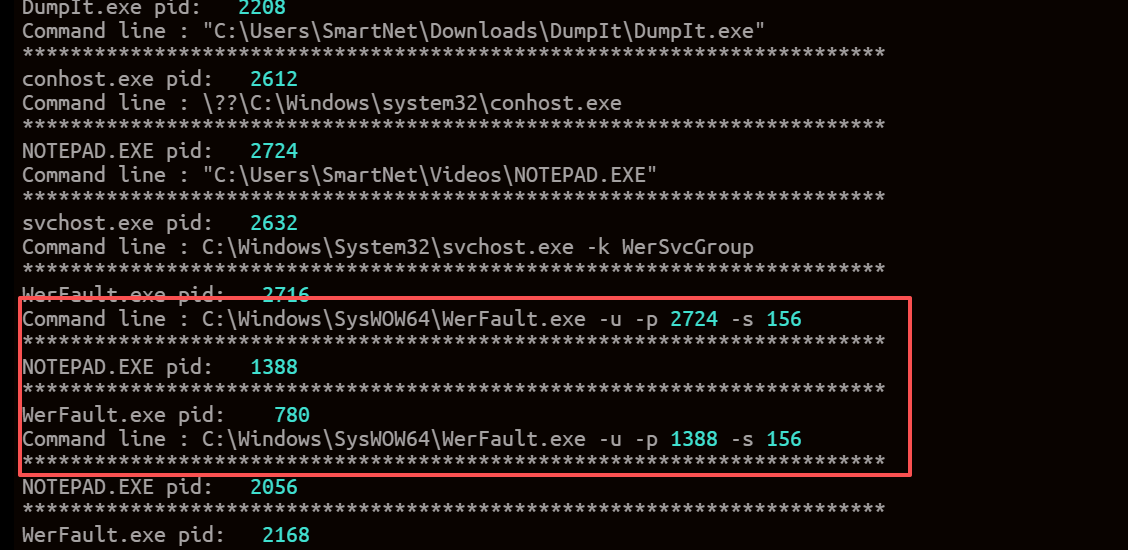 DumpIt.exe pid:   2208
Command line : "C:\Users\SmartNet\Downloads\DumpIt\DumpIt.exe"
************************************************************************
conhost.exe pid:   2612
Command line : \??\C:\Windows\system32\conhost.exe
************************************************************************
NOTEPAD.EXE pid:   2724
Command line : "C:\Users\SmartNet\Videos\NOTEPAD.EXE"
************************************************************************
svchost.exe pid:   2632
Command line : C:\Windows\System32\svchost.exe -k WerSvcGroup
************************************************************************
WerFault.exe pid:   2716
Command line : C:\Windows\SysWOW64\WerFault.exe -u -p 2724 -s 156
************************************************************************
NOTEPAD.EXE pid:   1388
************************************************************************
WerFault.exe pid:    780
Command line : C:\Windows\SysWOW64\WerFault.exe -u -p 1388 -s 156
************************************************************************
NOTEPAD.EXE pid:   2056
************************************************************************
WerFault.exe pid:   2168